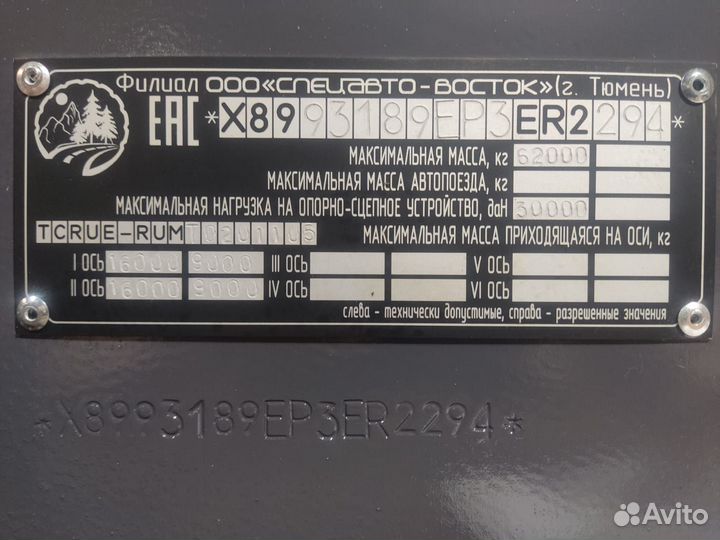 Филиал ООО «СПЕЦАВТО-ВОСТОК» (г. Тюмень)
ЕАС *X8993189EP3ER2294*
МАКСИМАЛЬНАЯ МАССА, кг 62000
МАКСИМАЛЬНАЯ МАССА АВТОПОЕЗДА, кг
МАКСИМАЛЬНАЯ НАГРУЗКА НА ОПОРНО-СЦЕПНОЕ УСТРОЙСТВО, даН 30000
TCRUE-RUMT0201105 МАКСИМАЛЬНАЯ МАССА ПРИХОДЯЩАЯСЯ НА ОСИ, кг
I ОСЬ 16000 9000 III ОСЬ V ОСЬ
II ОСЬ 16000 9000 IV ОСЬ VI ОСЬ
слева - технически допустимые, справа - разрешенные значения
*X8993189EP3ER2294*
Avito